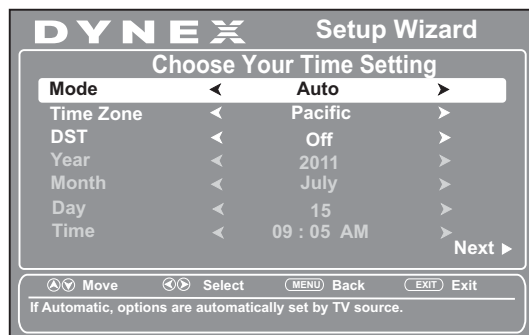 DYNEX Setup Wizard
Choose Your Time Setting
Mode Auto
Time Zone Pacific
DST Off
Year 2011
Month July
Day 15
Time 09 : 05 AM
Next
Move Select MENU Back EXIT Exit
If Automatic, options are automatically set by TV source.